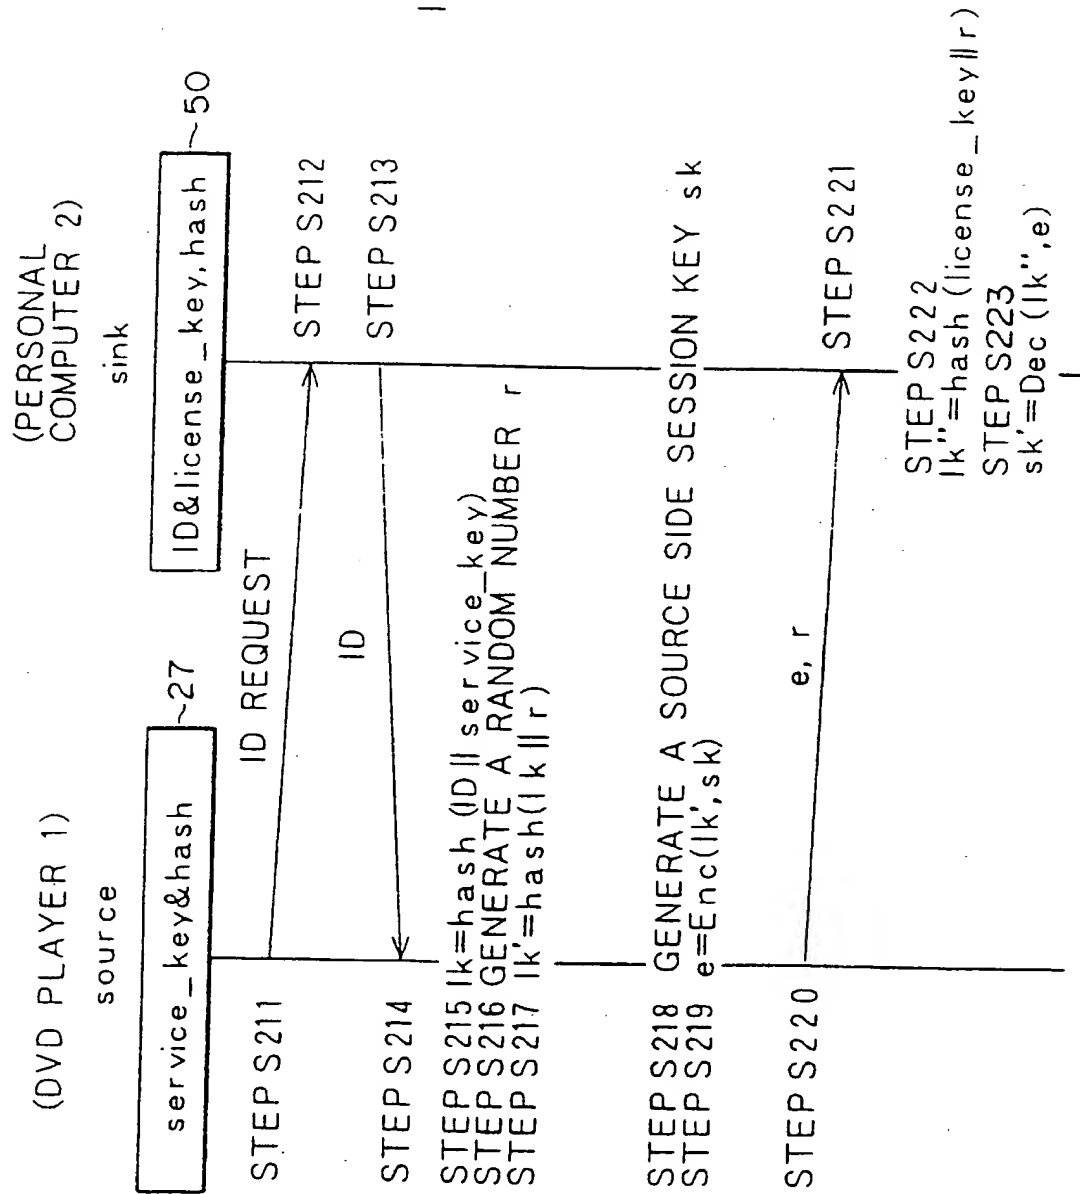 (DVD PLAYER 1)
source
service_key&hash
~27
(PERSONAL
COMPUTER 2)
sink
ID&license_key,hash
~50
STEP S211
ID REQUEST
STEP S212
ID
STEP S213
STEP S214
STEP S215 lk=hash(ID||service_key)
STEP S216 GENERATE A RANDOM NUMBER r
STEP S217 lk'=hash(lk||r)
STEP S218 GENERATE A SOURCE SIDE SESSION KEY sk
STEP S219 e=Enc(lk',sk)
STEP S220
e, r
STEP S221
STEP S222
lk''=hash(license_key||r)
STEP S223
sk'=Dec(lk'',e)